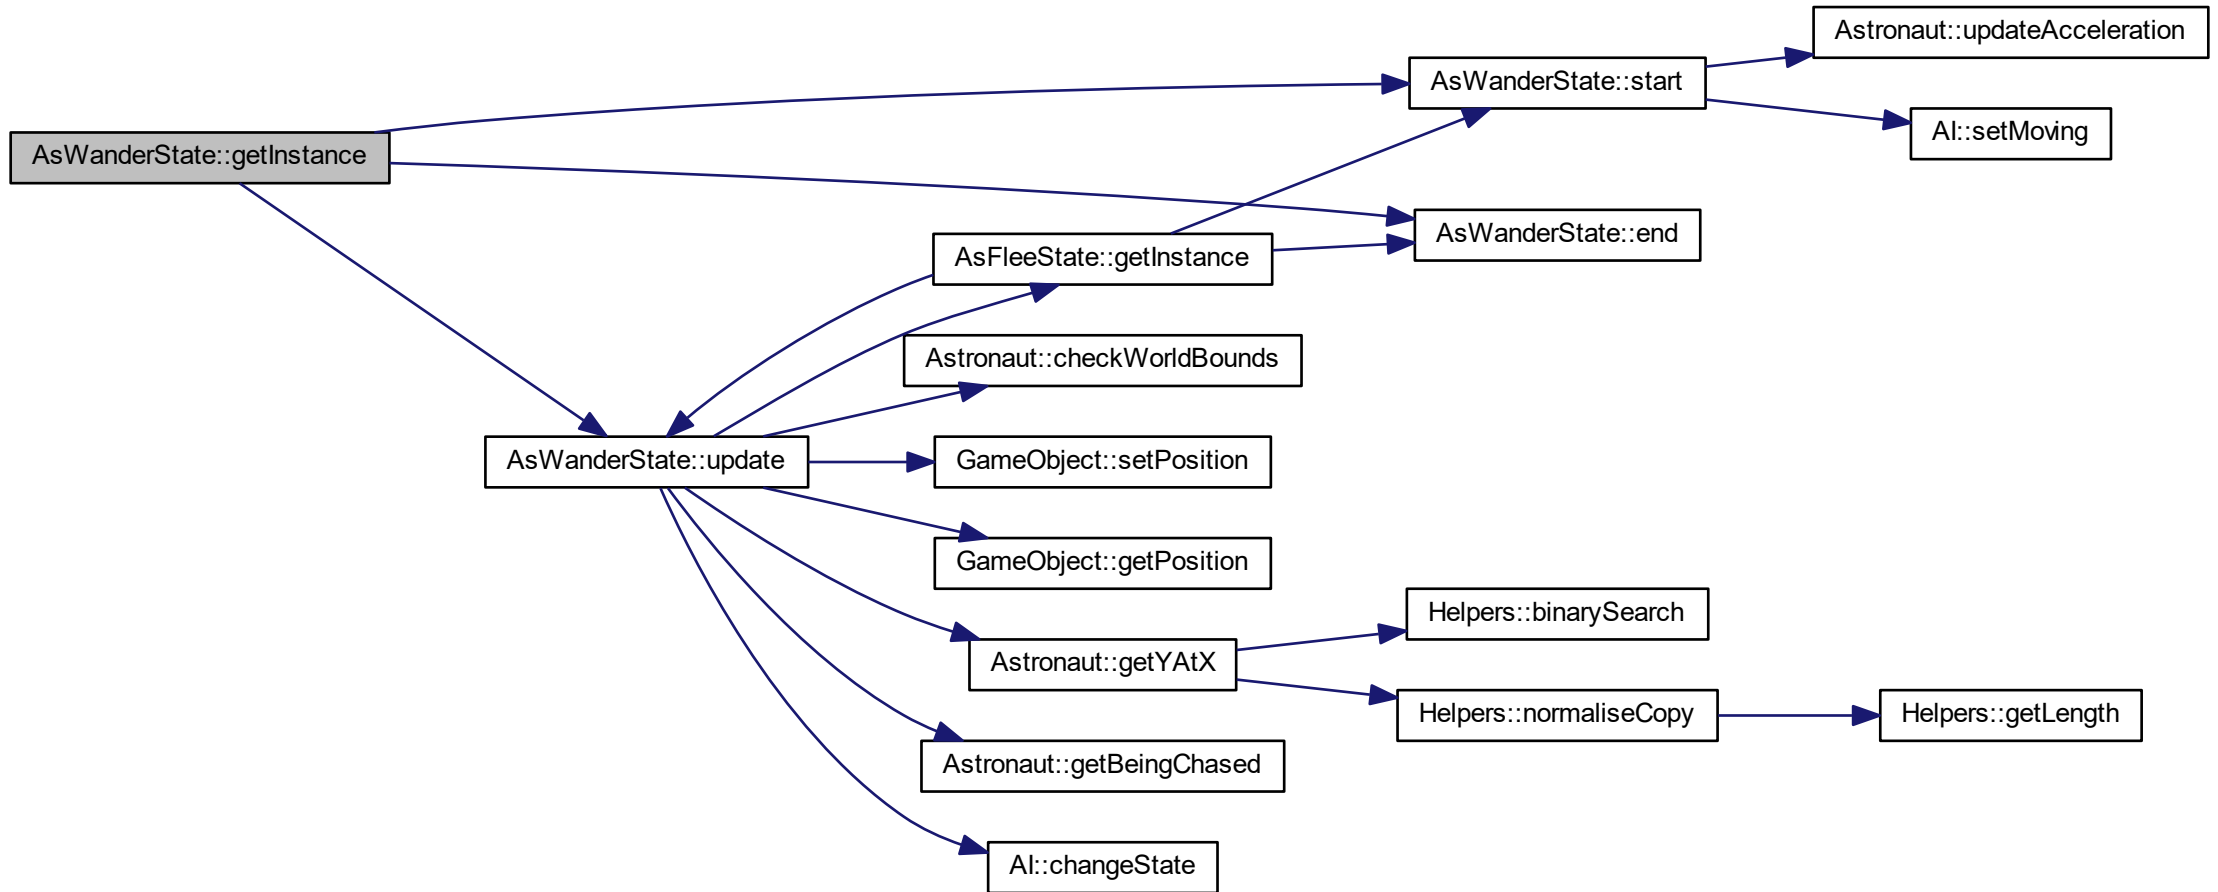 Astronaut::updateAcceleration
AsWanderState::start
AI::setMoving
AsWanderState::getInstance
AsWanderState::end
AsFleeState::getInstance
Astronaut::checkWorldBounds
AsWanderState::update
GameObject::setPosition
GameObject::getPosition
Helpers::binarySearch
Astronaut::getYAtX
Helpers::normaliseCopy
Helpers::getLength
Astronaut::getBeingChased
AI::changeState